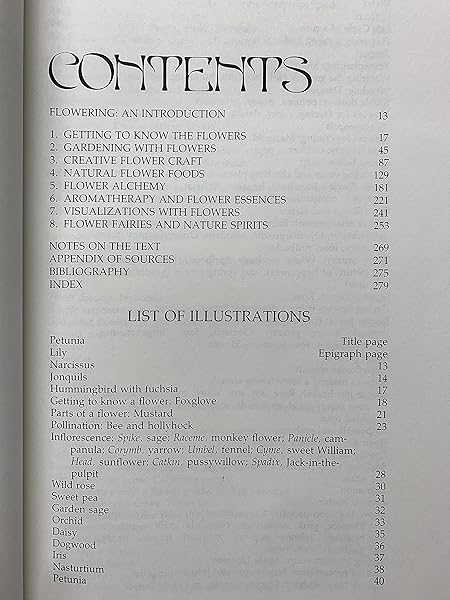 CONTENTS
FLOWERING: AN INTRODUCTION 13
1. GETTING TO KNOW THE FLOWERS 17
2. GARDENING WITH FLOWERS 45
3. CREATIVE FLOWER CRAFT 87
4. NATURAL FLOWER FOODS 129
5. FLOWER ALCHEMY 181
6. AROMATHERAPY AND FLOWER ESSENCES 221
7. VISUALIZATIONS WITH FLOWERS 241
8. FLOWER FAIRIES AND NATURE SPIRITS 253
NOTES ON THE TEXT 269
APPENDIX OF SOURCES 271
BIBLIOGRAPHY 275
INDEX 279
LIST OF ILLUSTRATIONS
Petunia Title page
Lily Epigraph page
Narcissus 13
Jonquils 14
Hummingbird with fuchsia 17
Getting to know a flower: Foxglove 18
Parts of a flower: Mustard 21
Pollination: Bee and hollyhock 23
Inflorescence: Spike, sage; Raceme, monkey flower; Panicle, cam-
panula; Corymb, yarrow; Umbel, fennel; Cyme, sweet William;
Head, sunflower; Catkin, pussywillow; Spadix, Jack-in-the-
pulpit 28
Wild rose 30
Sweet pea 31
Garden sage 32
Orchid 33
Daisy 35
Dogwood 36
Iris 37
Nasturtium 38
Petunia 40